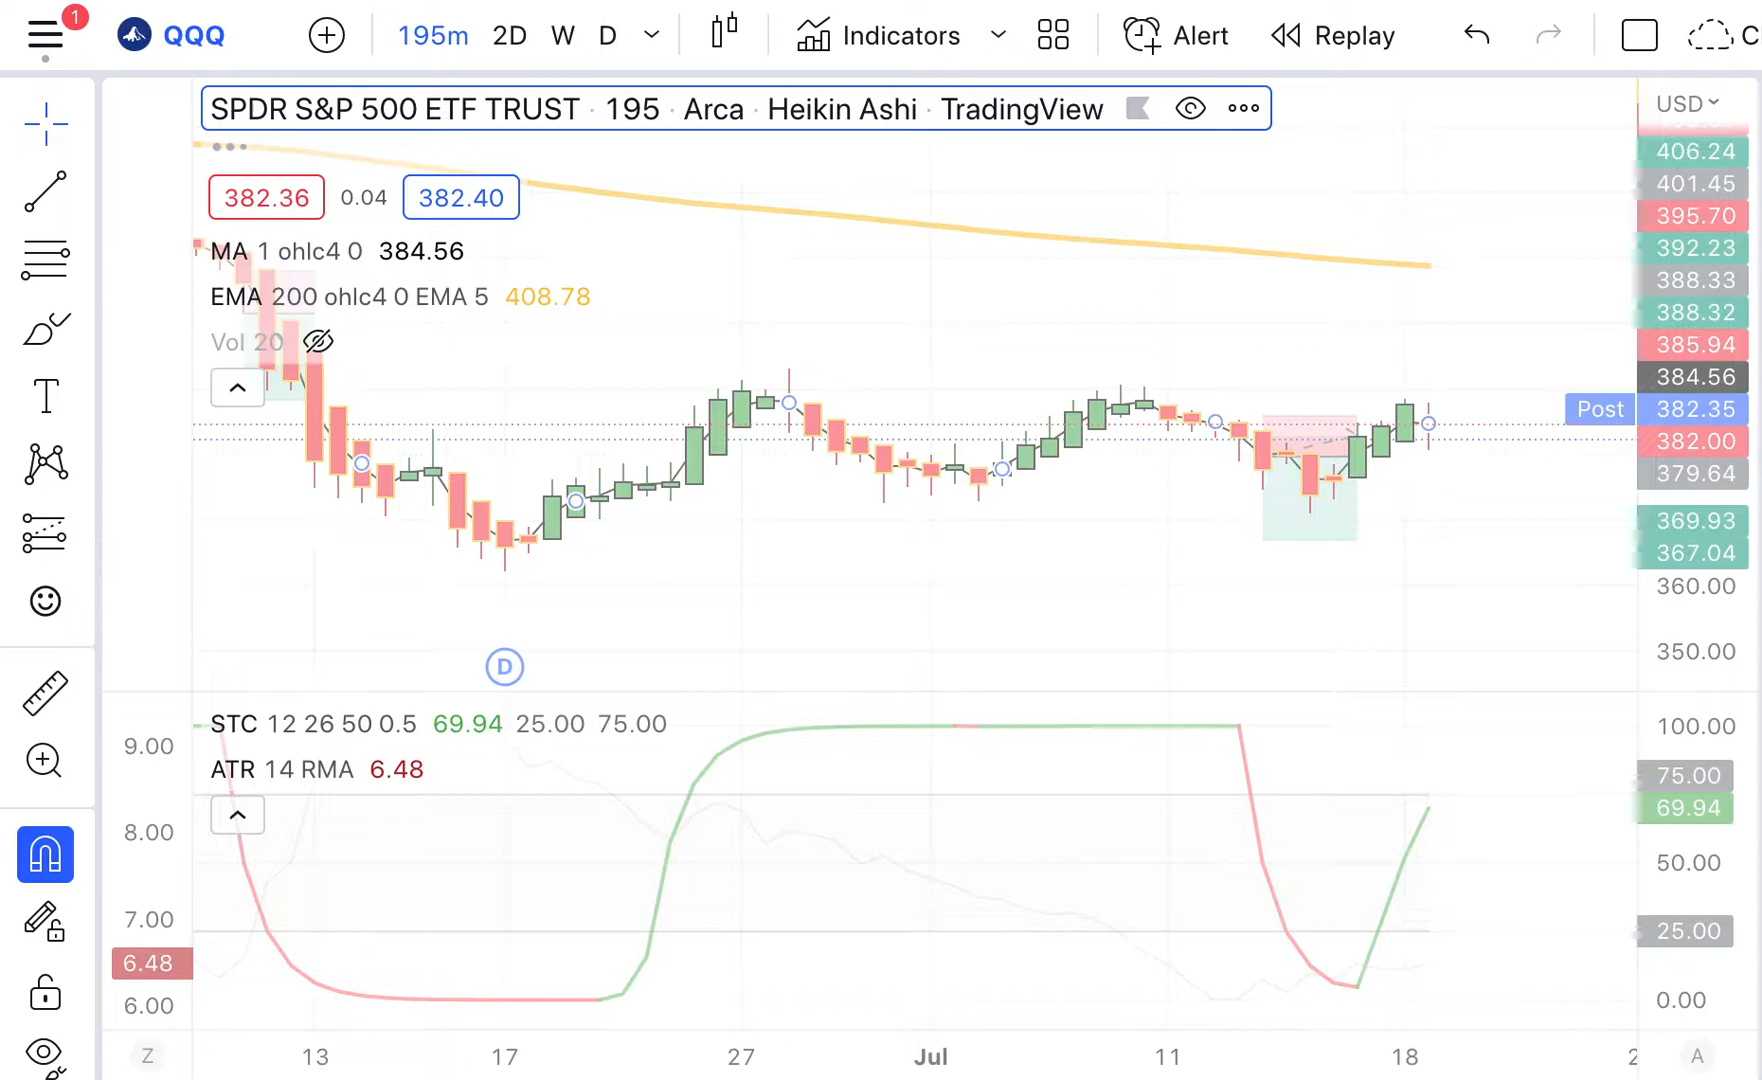 1
QQQ 195m 2D W D Indicators Alert Replay
SPDR S&P 500 ETF TRUST · 195 · Arca · Heikin Ashi · TradingView
USD
382.36 0.04 382.40
MA 1 ohlc4 0 384.56
EMA 200 ohlc4 0 EMA 5 408.78
Vol 20
406.24
401.45
395.70
392.23
388.33
388.32
385.94
384.56
Post 382.35
382.00
379.64
369.93
367.04
360.00
350.00
D
STC 12 26 50 0.5 69.94 25.00 75.00
ATR 14 RMA 6.48
9.00
8.00
7.00
6.48
6.00
100.00
75.00
69.94
50.00
25.00
0.00
Z 13 17 27 Jul 11 18 A